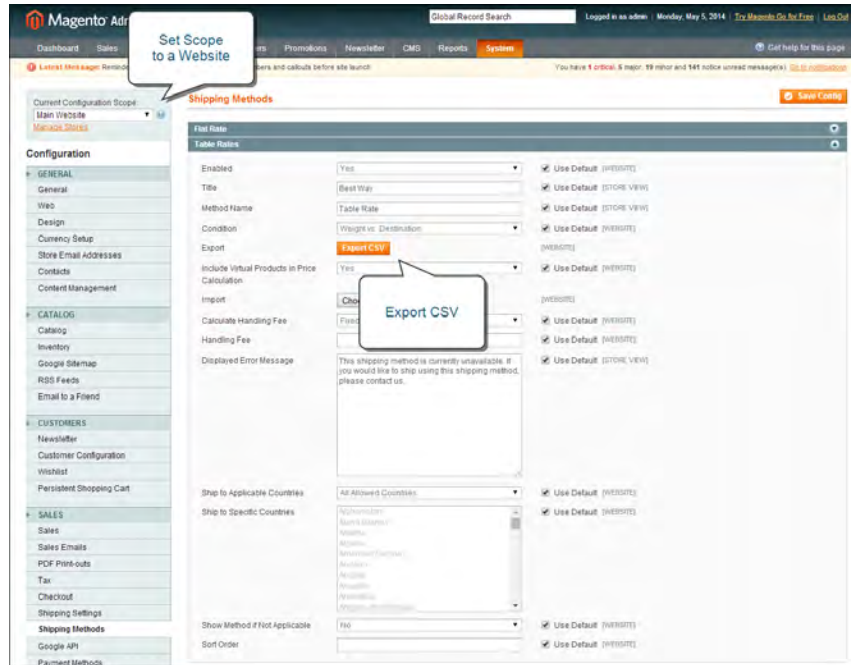 Magento Adr
Global Record Search
Logged in as admin | Monday, May 5, 2014 | Try Magento Go for Free | Log Out
Set Scope
to a Website
Dashboard Sales ers Promotions Newsletter CMS Reports System
Get help for this page
Latest Message: Reminde bers and callouts before site launch
You have 1 critical, 5 major, 19 minor and 141 notice unread message(s). Go to notifications
Current Configuration Scope:
Main Website
Manage Stores
Shipping Methods
Save Config
Flat Rate
Table Rates
Configuration
GENERAL
General
Web
Design
Currency Setup
Store Email Addresses
Contacts
Content Management
CATALOG
Catalog
Inventory
Google Sitemap
RSS Feeds
Email to a Friend
CUSTOMERS
Newsletter
Customer Configuration
Wishlist
Persistent Shopping Cart
SALES
Sales
Sales Emails
PDF Print-outs
Tax
Checkout
Shipping Settings
Shipping Methods
Google API
Payment Methods
Enabled Yes Use Default [WEBSITE]
Title Best Way Use Default [STORE VIEW]
Method Name Table Rate Use Default [STORE VIEW]
Condition Weight vs. Destination Use Default [WEBSITE]
Export Export CSV [WEBSITE]
Include Virtual Products in Price Yes Use Default [WEBSITE]
Calculation
Import Cho [WEBSITE]
Export CSV
Calculate Handling Fee Fixed Use Default [WEBSITE]
Handling Fee Use Default [WEBSITE]
Displayed Error Message This shipping method is currently unavailable. If Use Default [STORE VIEW]
you would like to ship using this shipping method,
please contact us.
Ship to Applicable Countries All Allowed Countries Use Default [WEBSITE]
Ship to Specific Countries Afghanistan Use Default [WEBSITE]
Show Method if Not Applicable No Use Default [WEBSITE]
Sort Order Use Default [WEBSITE]